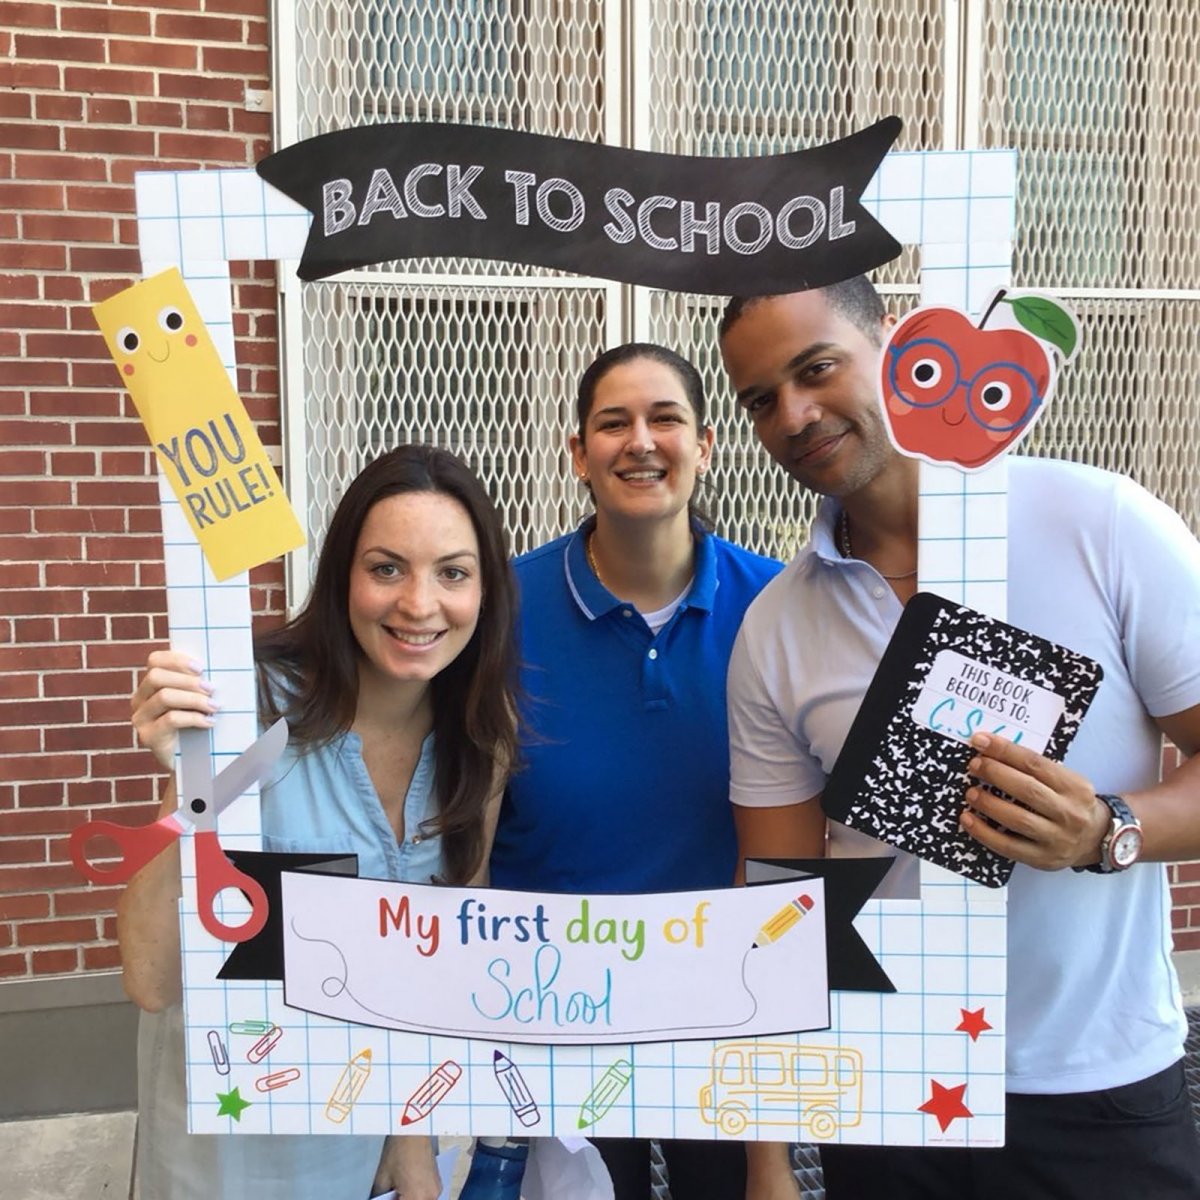 BACK TO SCHOOL
YOU
RULE!
THIS BOOK
BELONGS TO:
My first day of
School